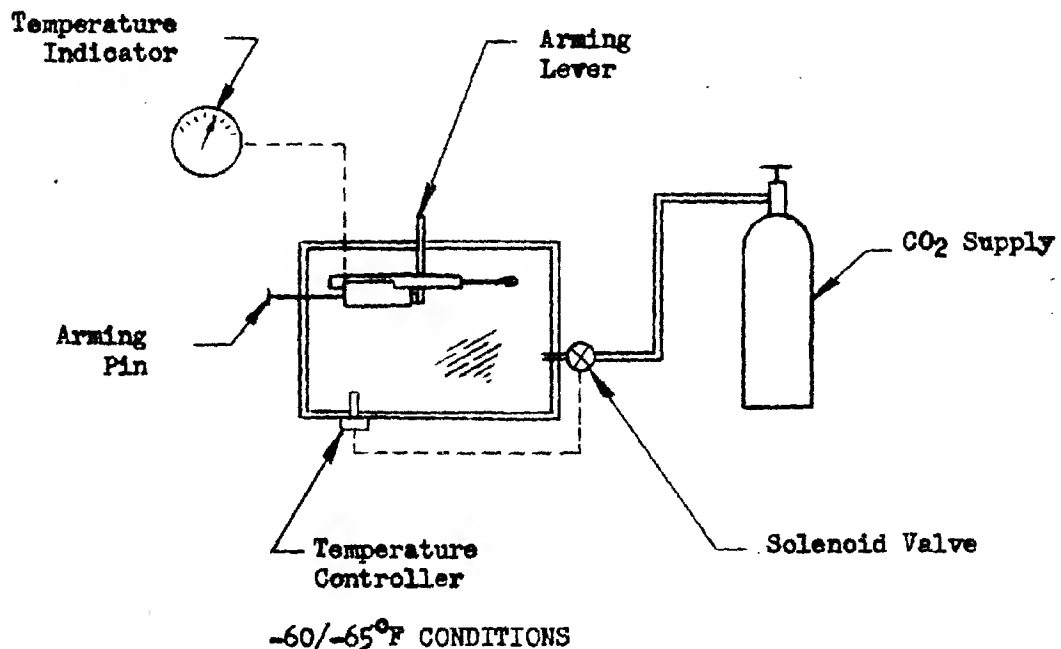 Temperature
Indicator
Arming
Lever
CO2 Supply
Arming
Pin
Solenoid Valve
Temperature
Controller
-60/-65°F CONDITIONS